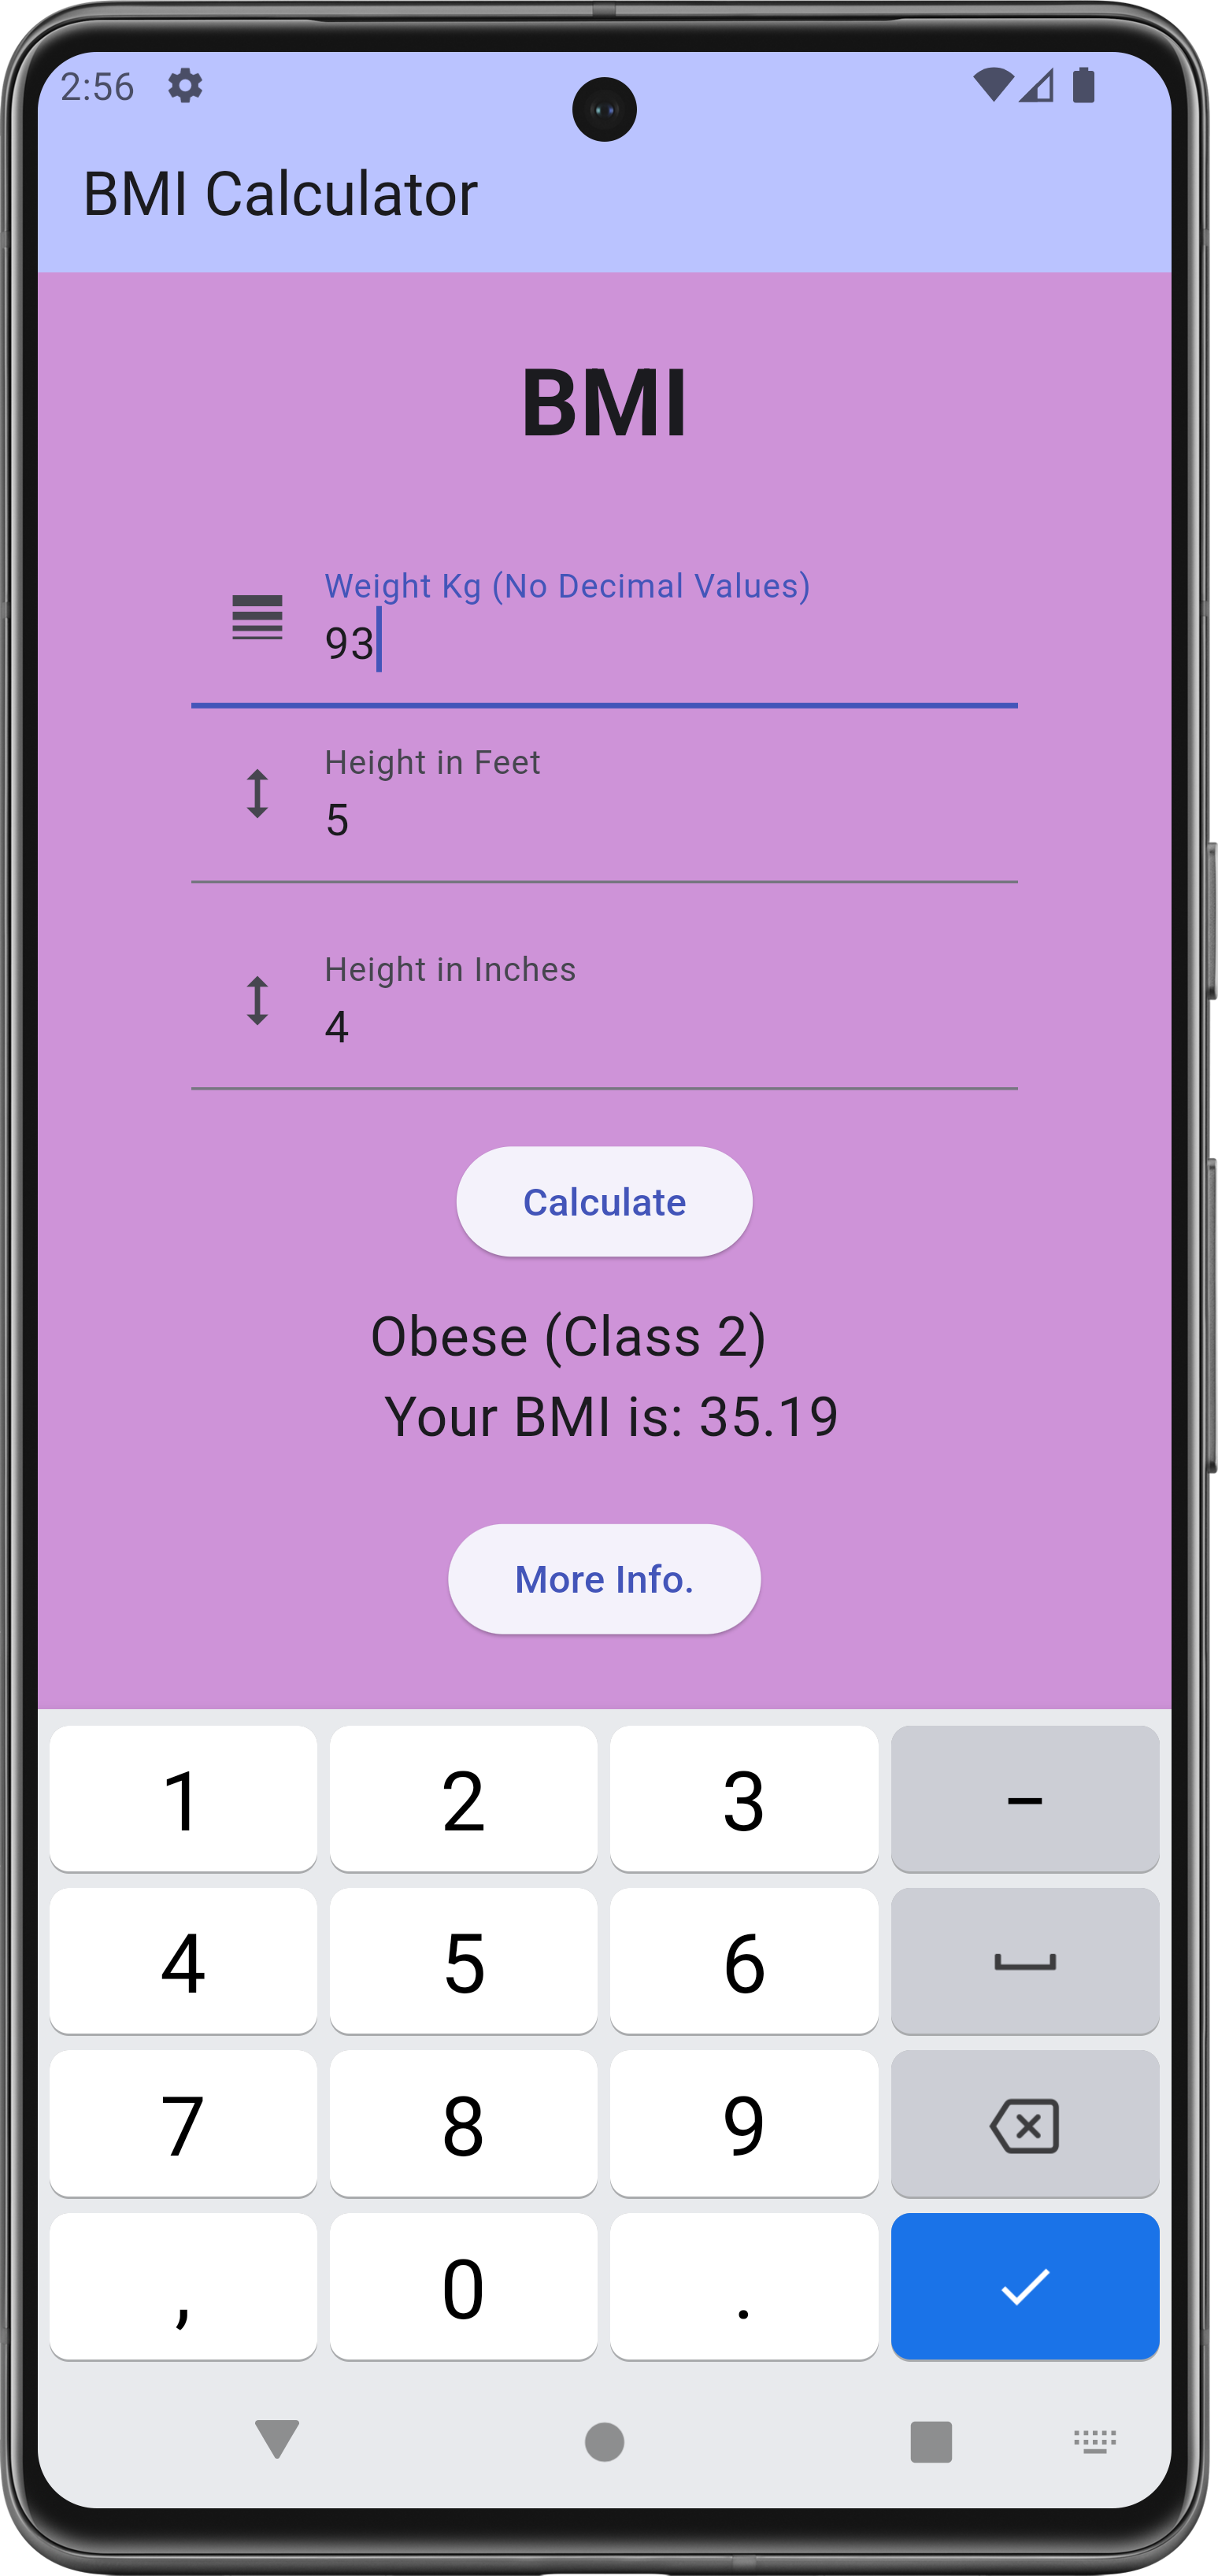 2:56
BMI Calculator
BMI
Weight Kg (No Decimal Values)
93
Height in Feet
5
Height in Inches
4
Calculate
Obese (Class 2)
Your BMI is: 35.19
More Info.
1 2 3 –
4 5 6
7 8 9
, 0 .